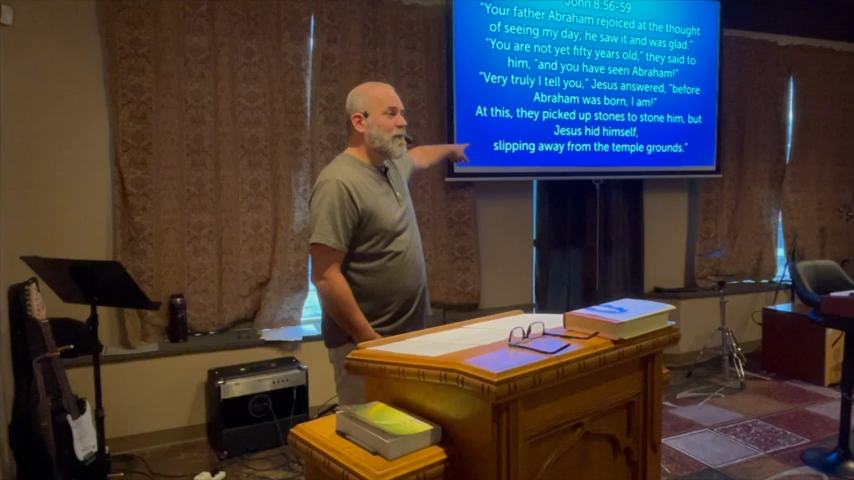 John 8:56-59
"Your father Abraham rejoiced at the thought
of seeing my day; he saw it and was glad."
"You are not yet fifty years old," they said to
him, "and you have seen Abraham!"
"Very truly I tell you," Jesus answered, "before
Abraham was born, I am!"
At this, they picked up stones to stone him, but
Jesus hid himself,
slipping away from the temple grounds."